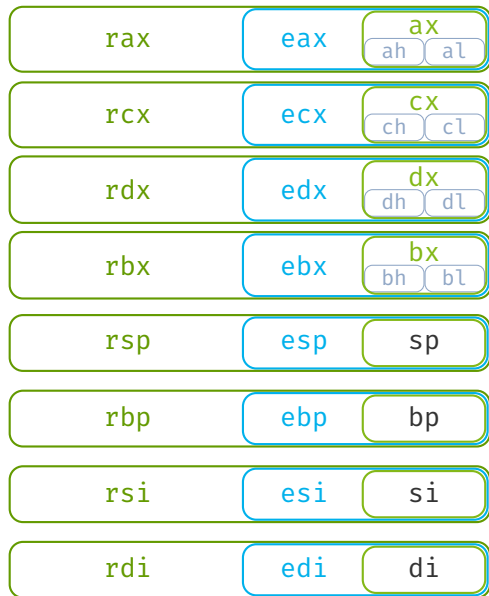 rax eax ax
ah al
rcx ecx cx
ch cl
rdx edx dx
dh dl
rbx ebx bx
bh bl
rsp esp sp
rbp ebp bp
rsi esi si
rdi edi di